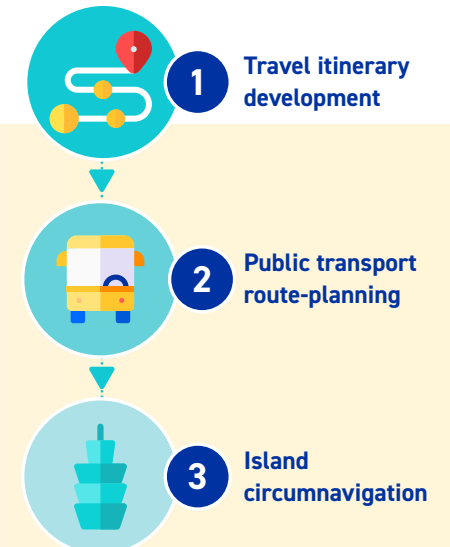 1
Travel itinerary
development
2
Public transport
route-planning
3
Island
circumnavigation